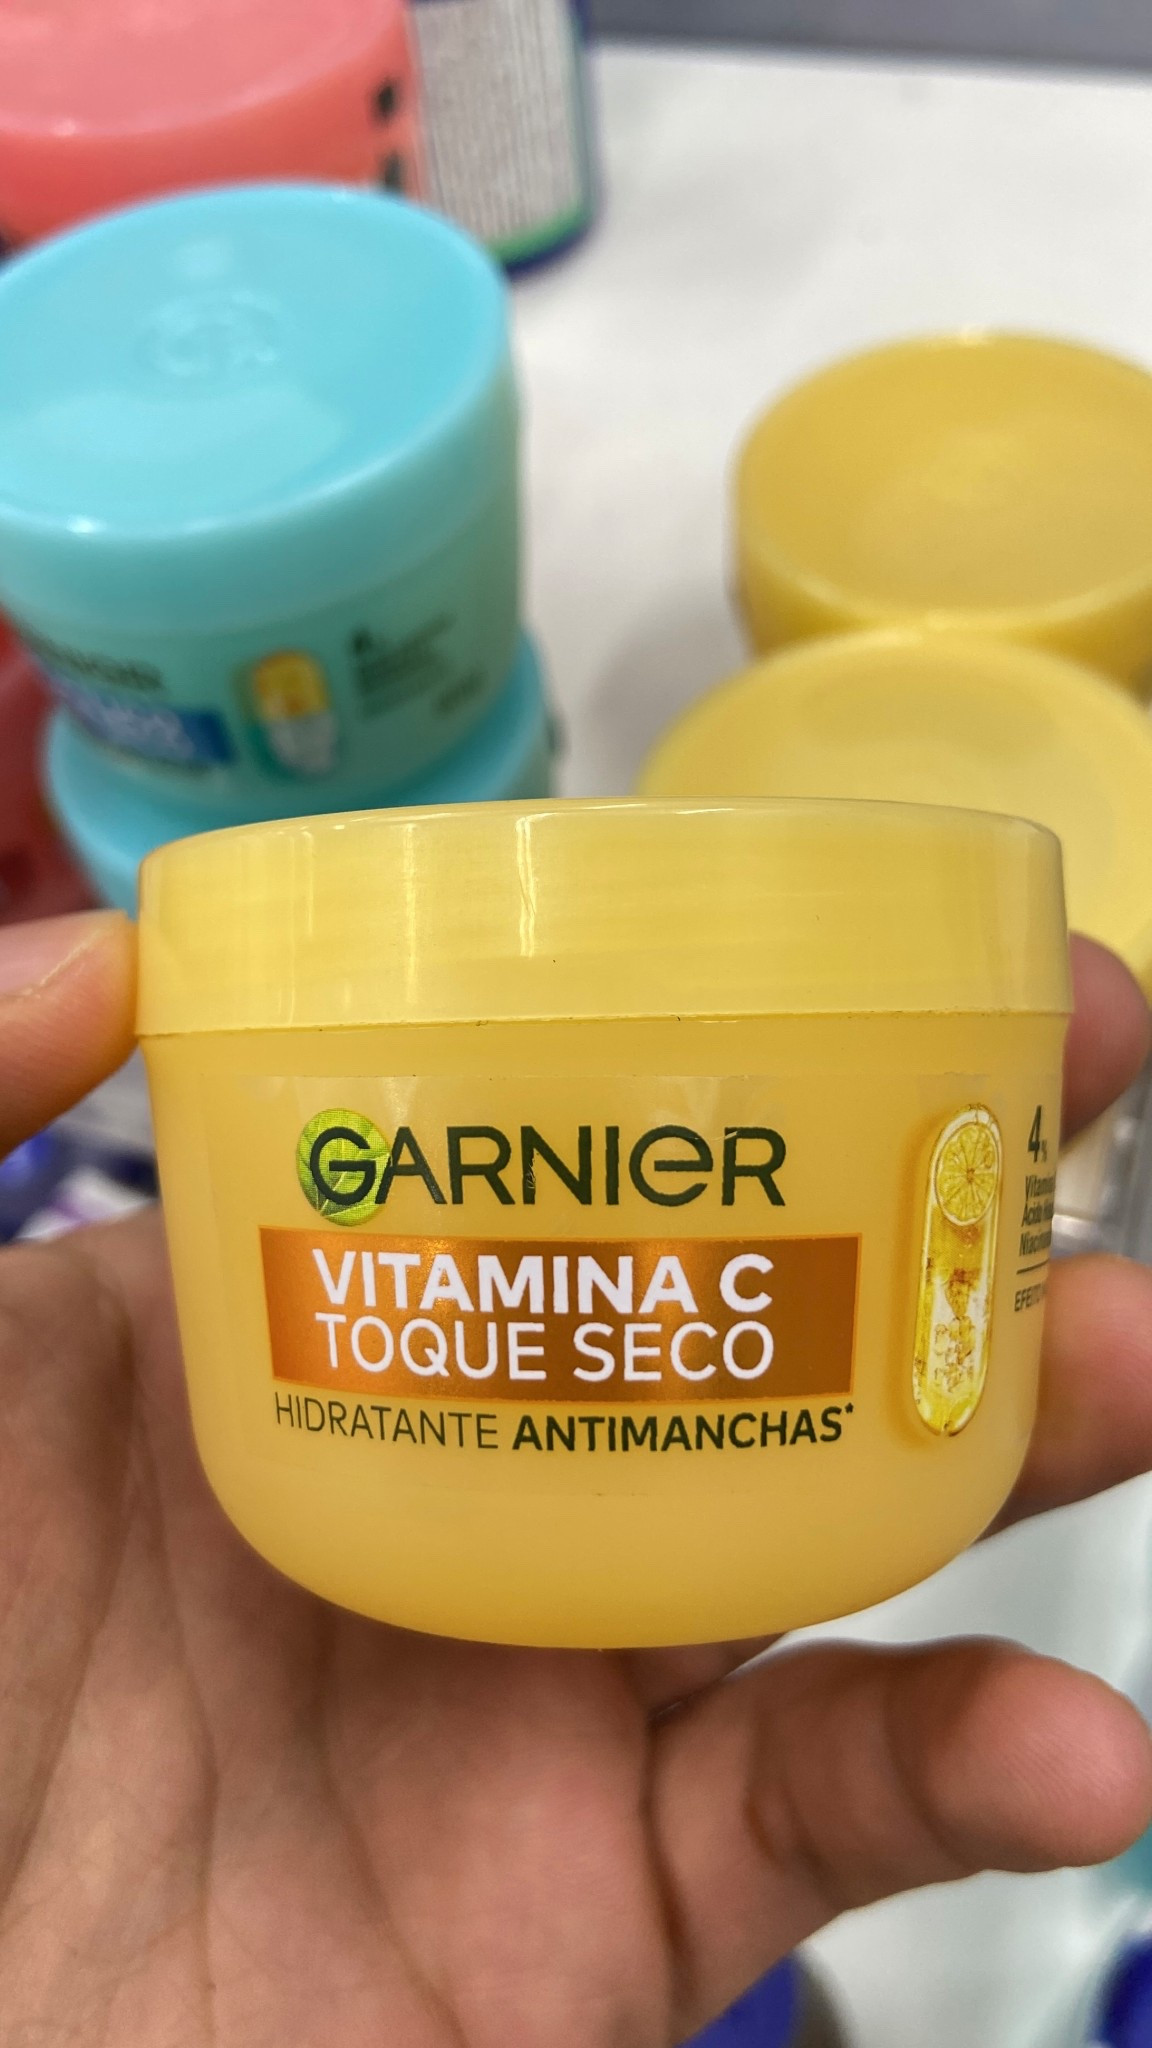 GARNIER
VITAMINA C
TOQUE SECO
HIDRATANTE ANTIMANCHAS*
4%